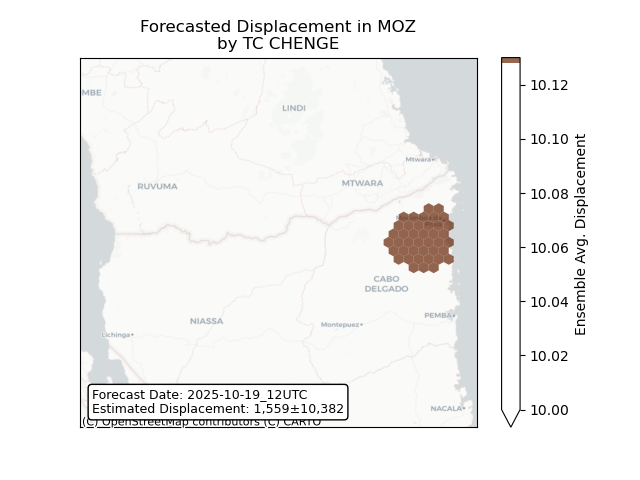 Forecasted Displacement in MOZ
by TC CHENGE
MBE
LINDI
Mtwara
RUVUMA
MTWARA
CABO
DELGADO
NIASSA
Montepuez
PEMBA
Lichinga
NACALA
Forecast Date: 2025-10-19_12UTC
Estimated Displacement: 1,559±10,382
(C) OpenStreetMap contributors (C) CARTO
10.12
10.10
10.08
10.06
10.04
10.02
10.00
Ensemble Avg. Displacement